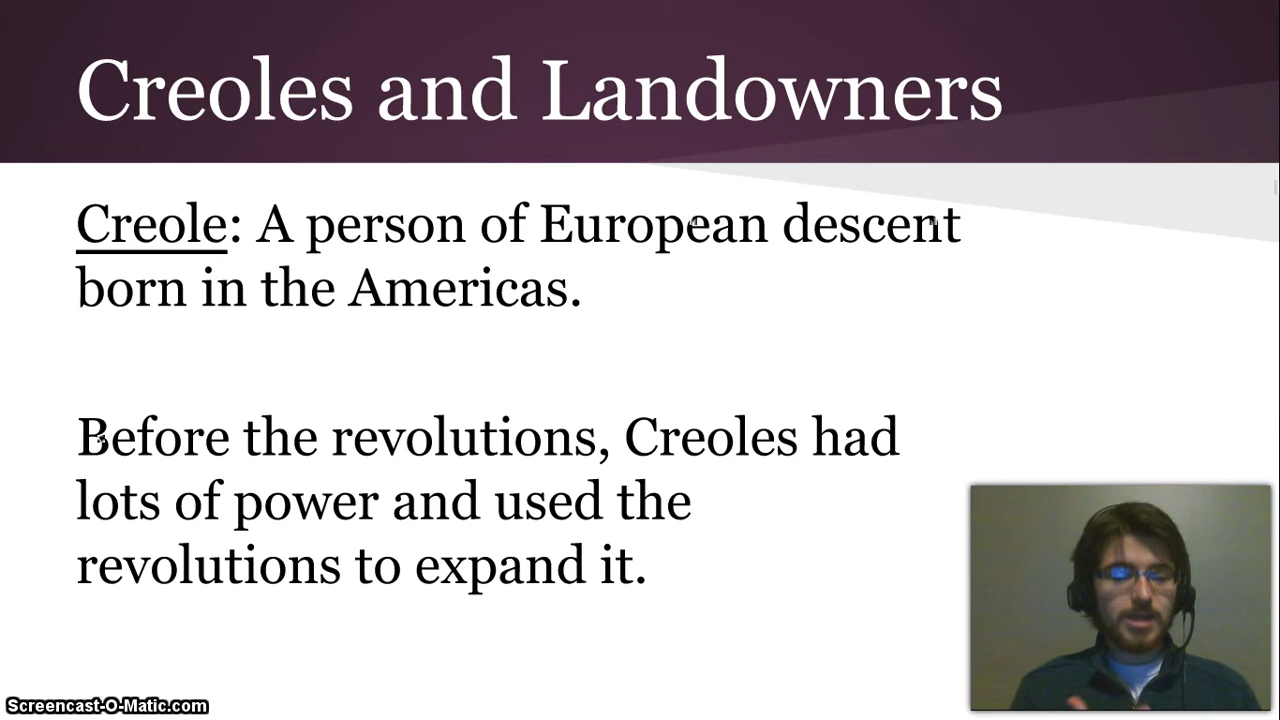 Creoles and Landowners
Creole: A person of European descent
born in the Americas.
Before the revolutions, Creoles had
lots of power and used the
revolutions to expand it.
Screencast-O-Matic.com